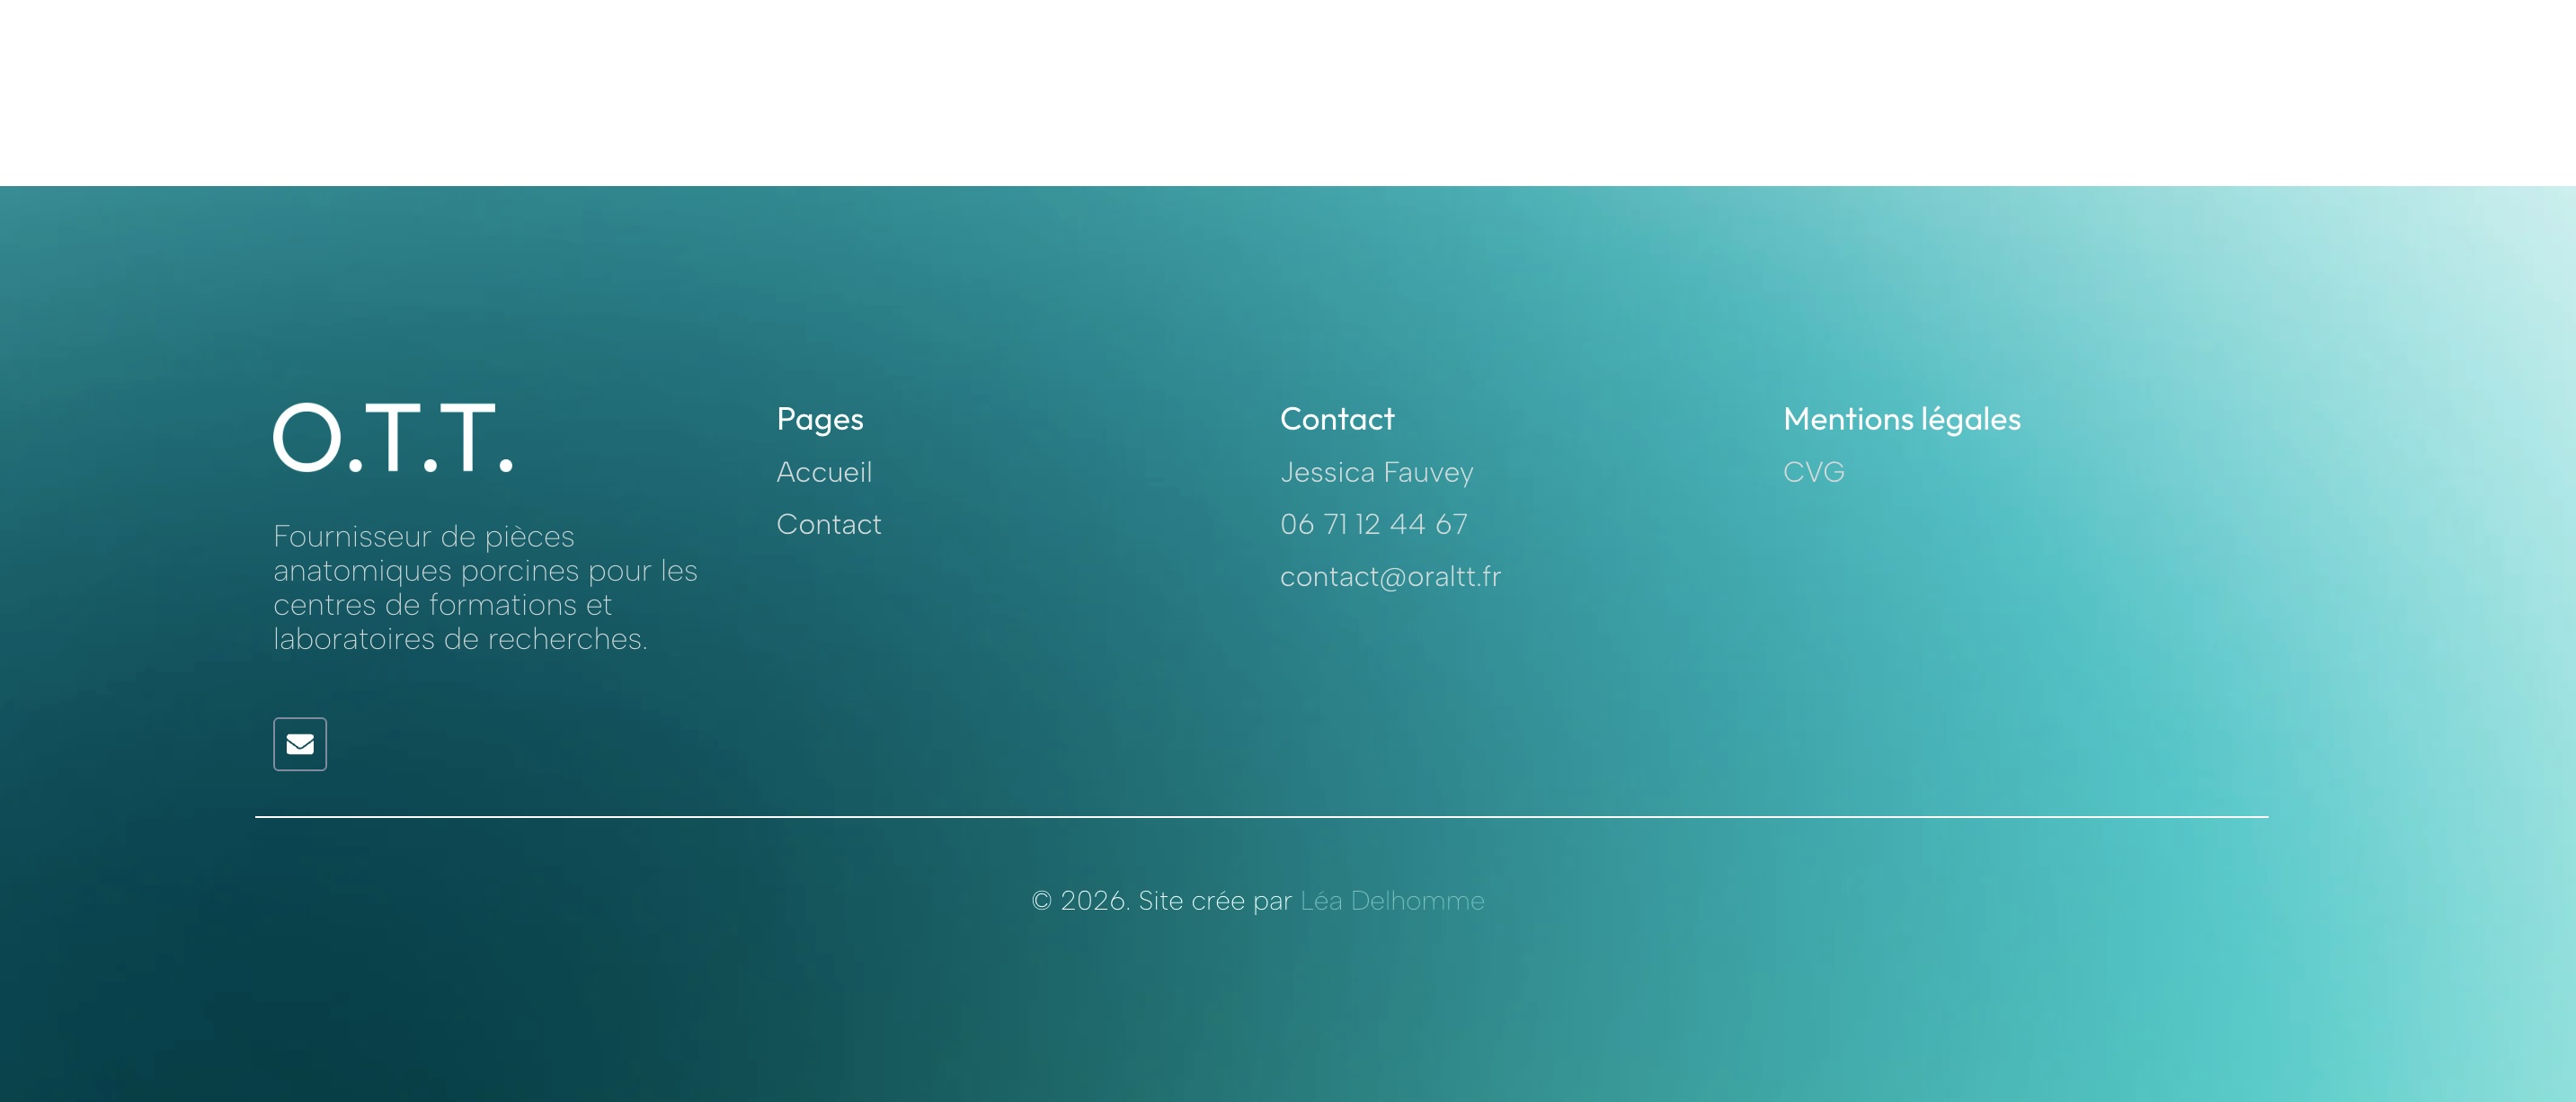 O.T.T.
Fournisseur de pièces
anatomiques porcines pour les
centres de formations et
laboratoires de recherches.
Pages
Accueil
Contact
Contact
Jessica Fauvey
06 71 12 44 67
contact@oraltt.fr
Mentions légales
CVG
© 2026. Site crée par Léa Delhomme